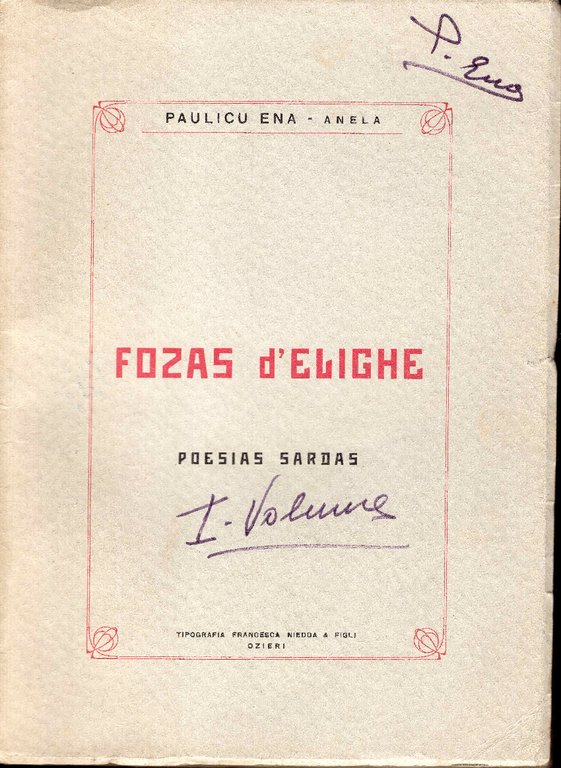 P. Ena
PAULICU ENA - ANELA
FOZAS d'ELIGHE
POESIAS SARDAS
I - Volume
TIPOGRAFIA FRANCESCA NIEDDA & FIGLI
OZIERI